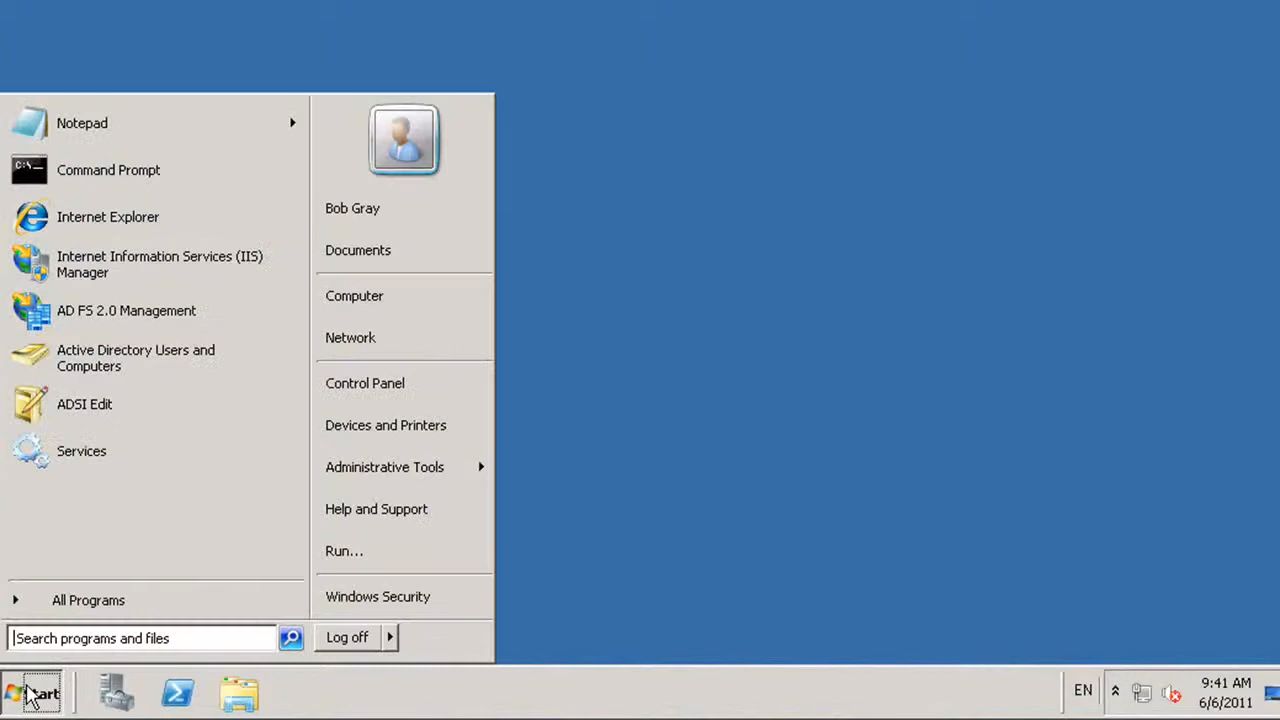 Notepad
C:\
Command Prompt
Internet Explorer
Internet Information Services (IIS)
Manager
AD FS 2.0 Management
Active Directory Users and
Computers
ADSI Edit
Services
All Programs
Search programs and files
Bob Gray
Documents
Computer
Network
Control Panel
Devices and Printers
Administrative Tools
Help and Support
Run...
Windows Security
Log off
Start
EN
9:41 AM
6/6/2011